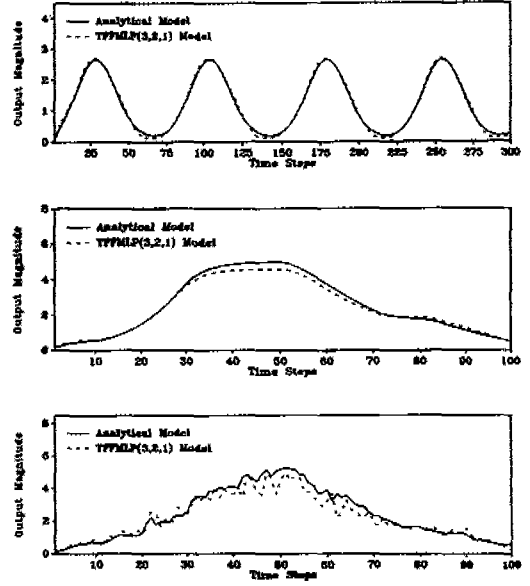 Output Magnitude
4
3
2
1
0
Analytical Model
TFFMLP(3,2,1) Model
25 50 75 100 125 150 175 200 225 250 275 300
Time Steps
Output Magnitude
8
6
4
2
0
Analytical Model
TFFMLP(3,2,1) Model
10 20 30 40 50 60 70 80 90 100
Time Steps
Output Magnitude
8
6
4
2
0
Analytical Model
TFFMLP(3,2,1) Model
10 20 30 40 50 60 70 80 90 100
Time Steps